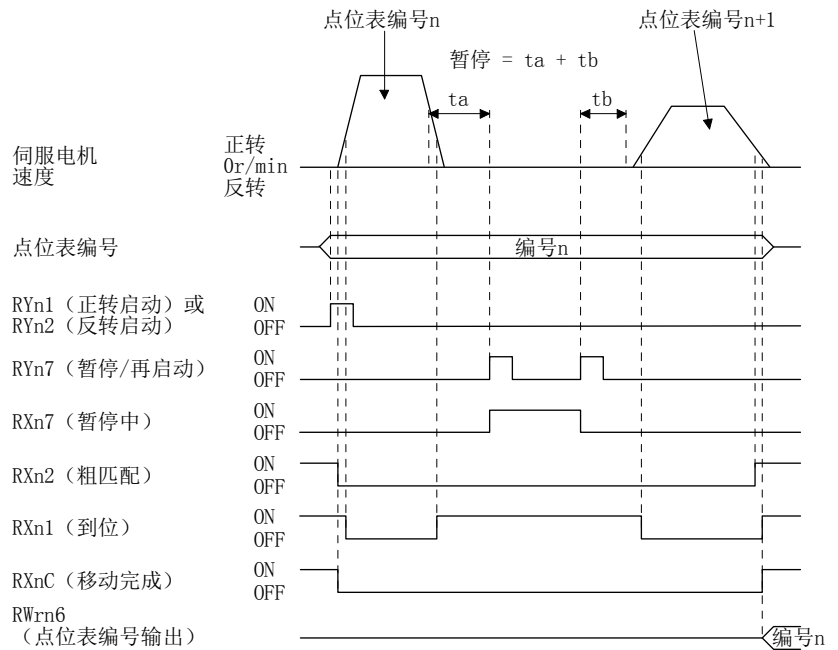 点位表编号n
点位表编号n+1
暂停 = ta + tb
ta
tb
伺服电机
速度
正转
0r/min
反转
点位表编号
编号n
RYn1（正转启动）或
RYn2（反转启动）
ON
OFF
RYn7（暂停/再启动）
ON
OFF
RXn7（暂停中）
ON
OFF
RXn2（粗匹配）
ON
OFF
RXn1（到位）
ON
OFF
RXnC（移动完成）
ON
OFF
RWrn6
（点位表编号输出）
编号n